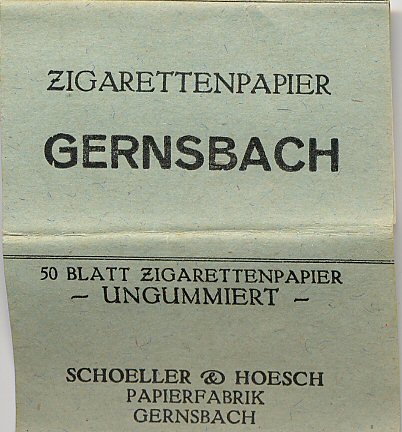 ZIGARETTENPAPIER
GERNSBACH
50 BLATT ZIGARETTENPAPIER
- UNGUMMIERT -
SCHOELLER & HOESCH
PAPIERFABRIK
GERNSBACH